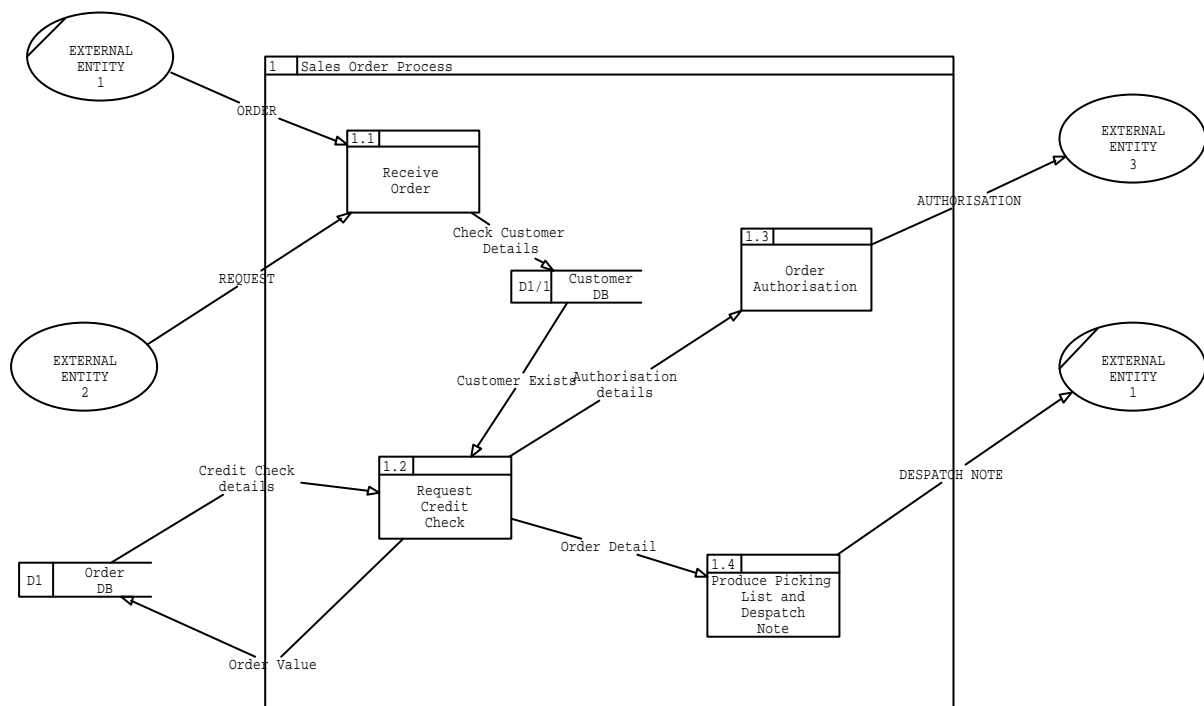 EXTERNAL
ENTITY
1
1 Sales Order Process
ORDER
1.1
Receive
Order
EXTERNAL
ENTITY
3
AUTHORISATION
Check Customer
Details
1.3
Order
Authorisation
REQUEST
D1/1
Customer
DB
EXTERNAL
ENTITY
2
Customer Exists
Authorisation
details
EXTERNAL
ENTITY
1
Credit Check
details
1.2
Request
Credit
Check
DESPATCH NOTE
Order Detail
D1
Order
DB
1.4
Produce Picking
List and
Despatch
Note
Order Value